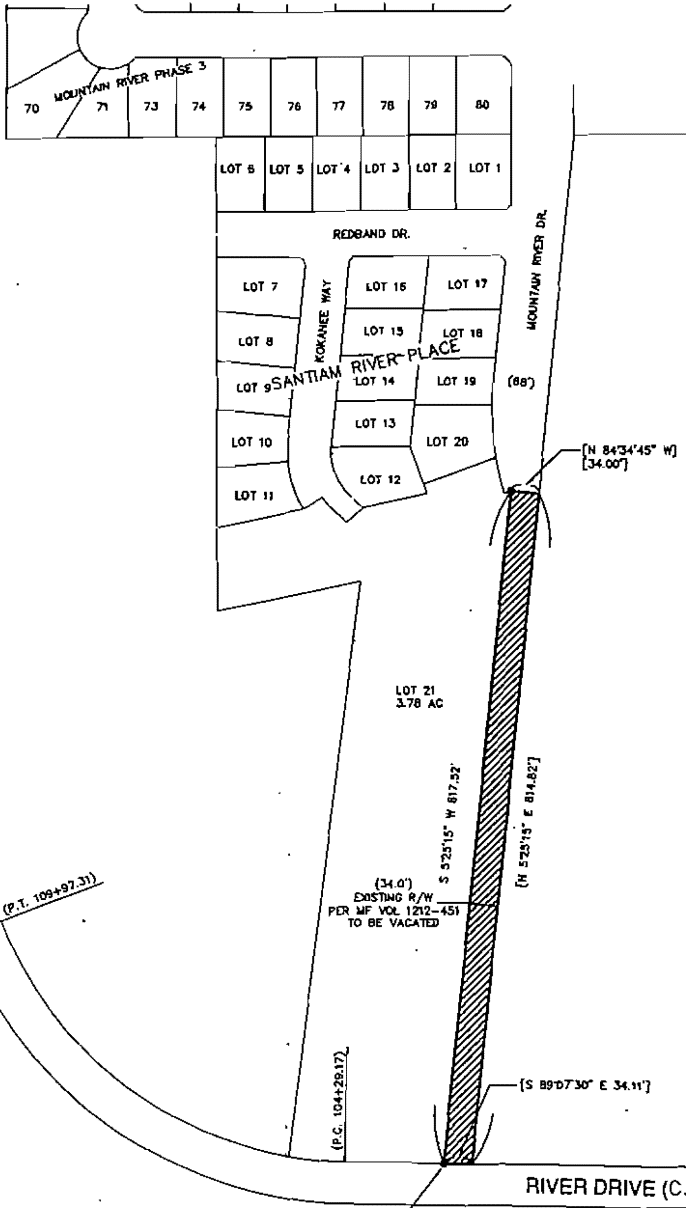 MOUNTAIN RIVER PHASE 3
70
71
73
74
75
76
77
78
79
80
LOT 6
LOT 5
LOT 4
LOT 3
LOT 2
LOT 1
REDBAND DR.
MOUNTAIN RIVER DR.
(68')
KOKANEE WAY
LOT 7
LOT 16
LOT 17
LOT 8
LOT 15
LOT 18
SANTIAM RIVER PLACE
LOT 9
LOT 14
LOT 19
LOT 10
LOT 13
LOT 20
LOT 11
LOT 12
[N 84°34'45" W]
[34.00']
LOT 21
3.78 AC
S 5°25'15" W 817.52'
[N 5°25'15" E 814.82']
(34.0')
EXISTING R/W
PER MF VOL 1212-451
TO BE VACATED
(P.T. 109+97.31)
(P.C. 104+29.17)
[S 89°07'30" E 34.11']
RIVER DRIVE (C.